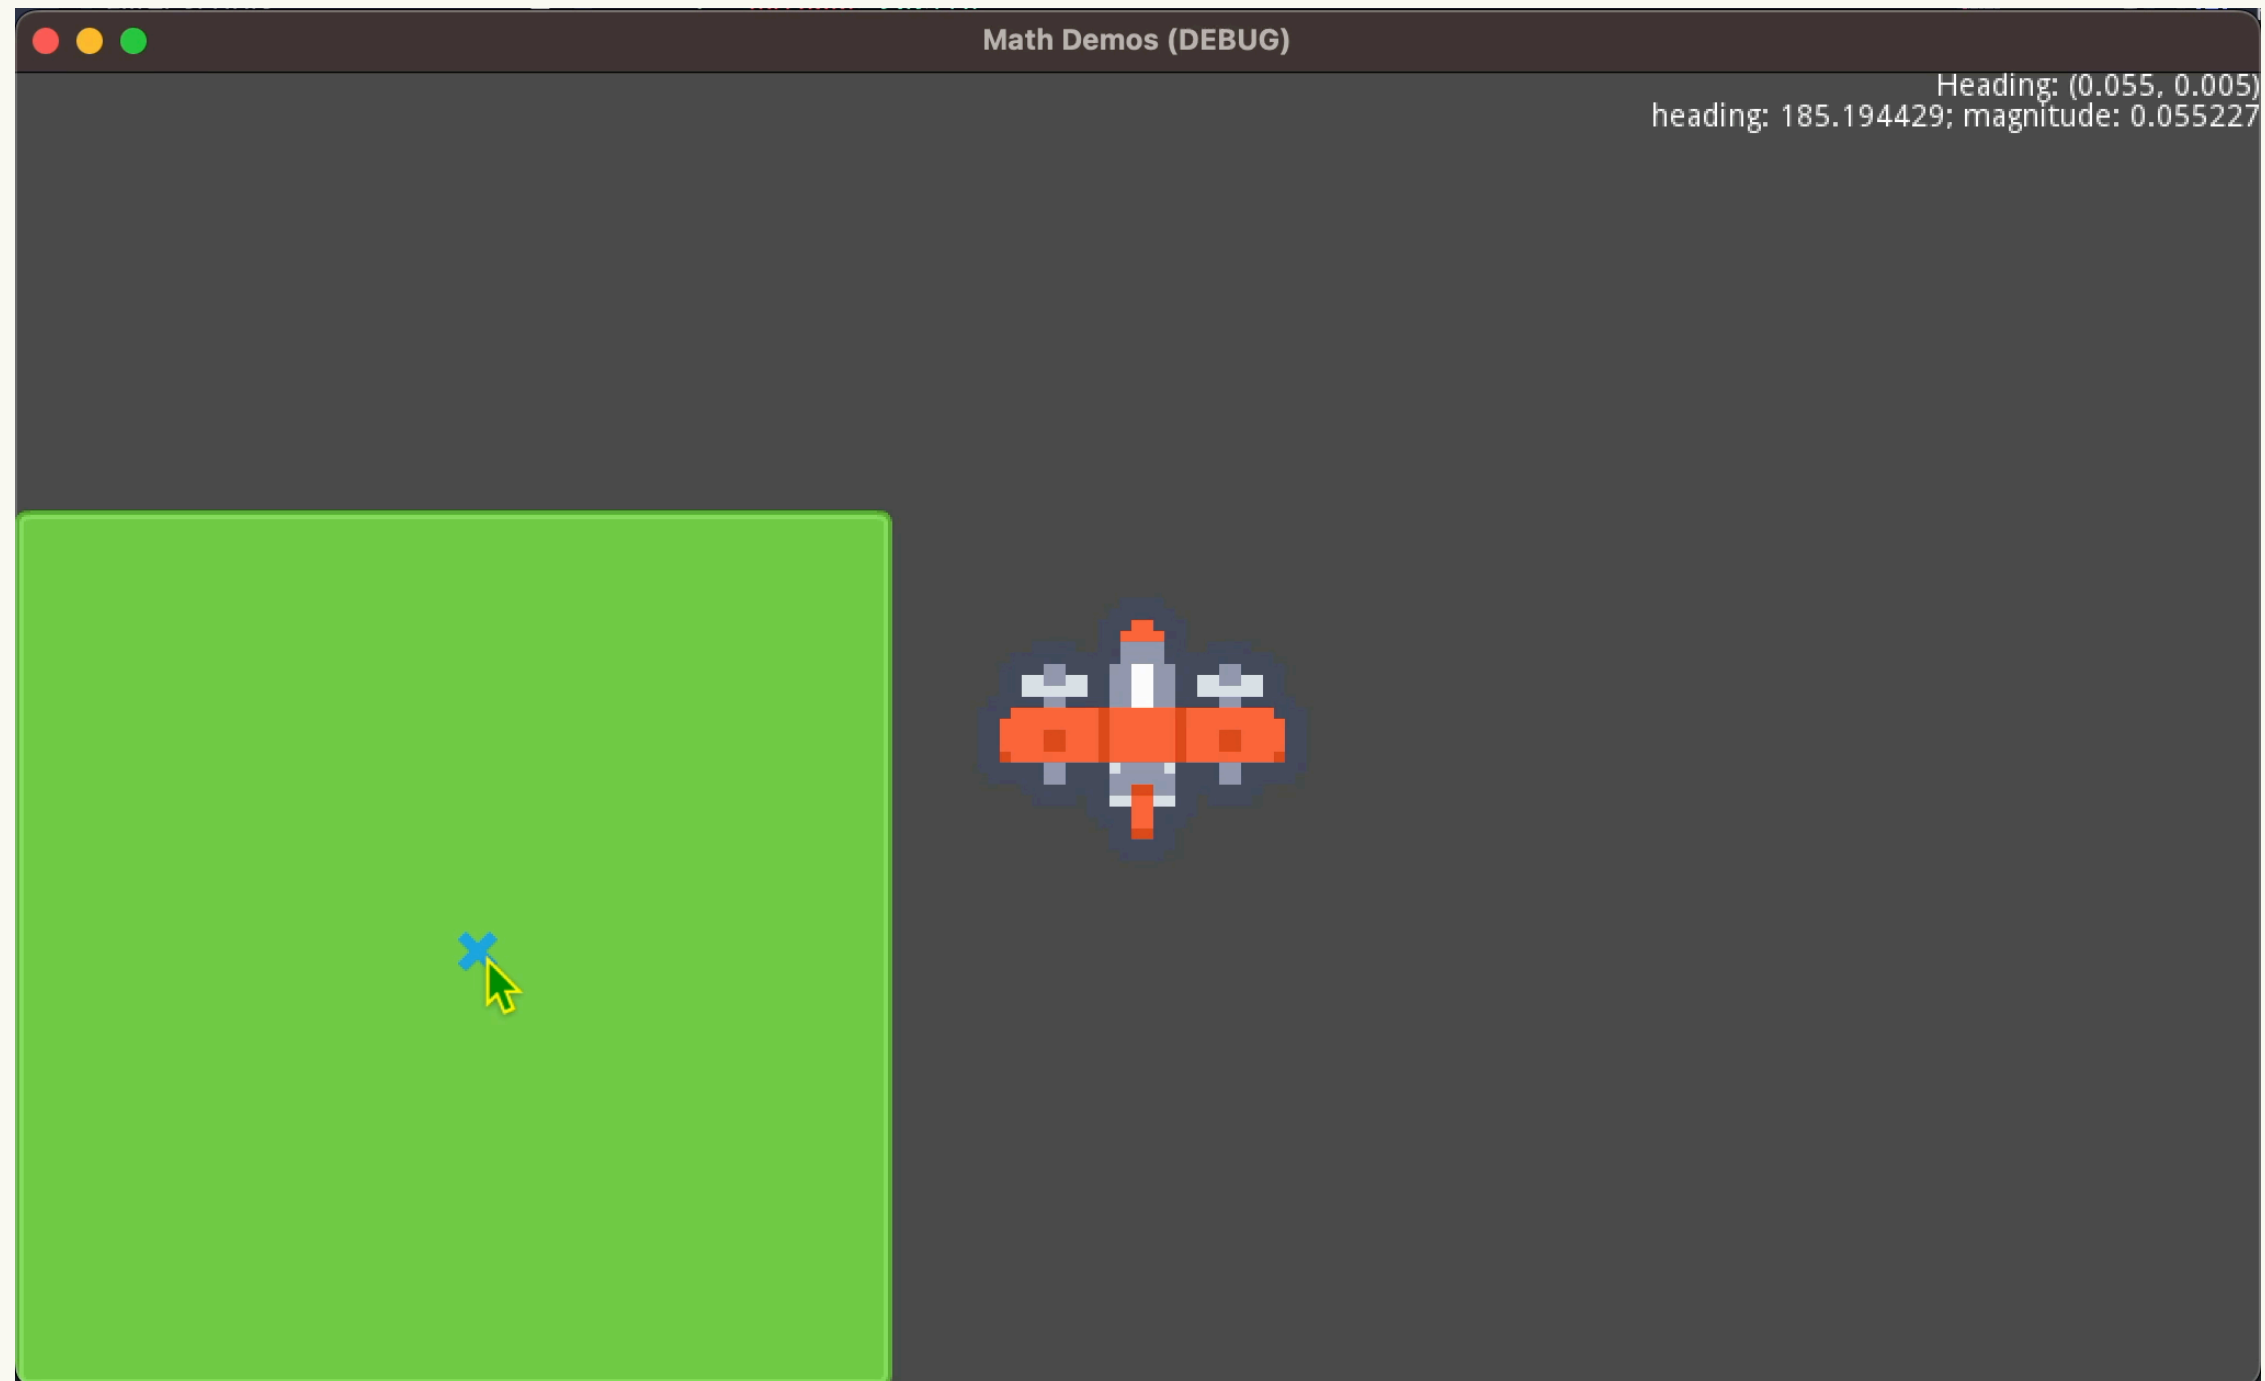 Math Demos (DEBUG)
Heading: (0.055, 0.005)
heading: 185.194429; magnitude: 0.055227